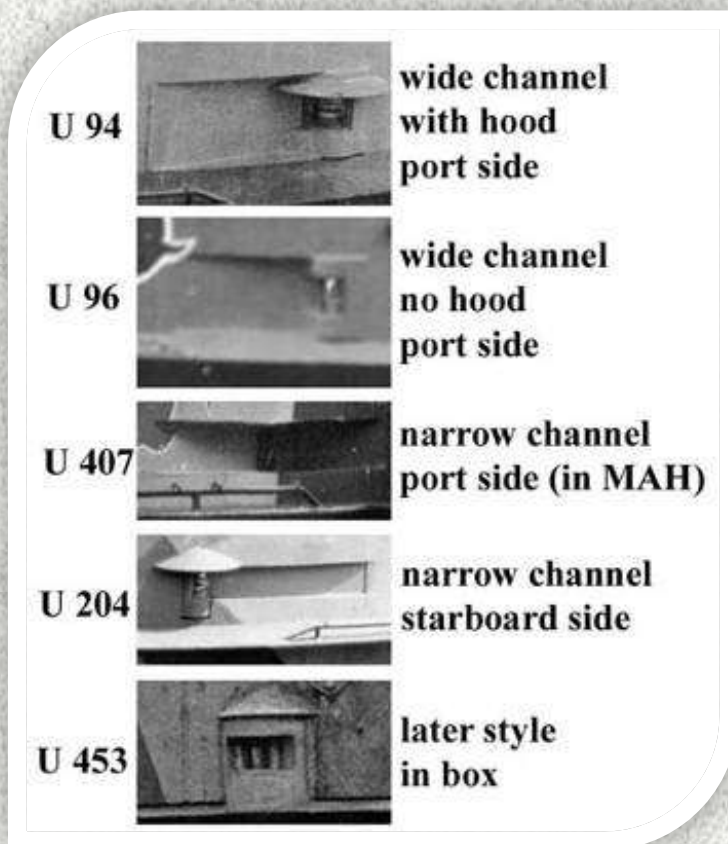 U 94
wide channel
with hood
port side
U 96
wide channel
no hood
port side
U 407
narrow channel
port side (in MAH)
U 204
narrow channel
starboard side
U 453
later style
in box